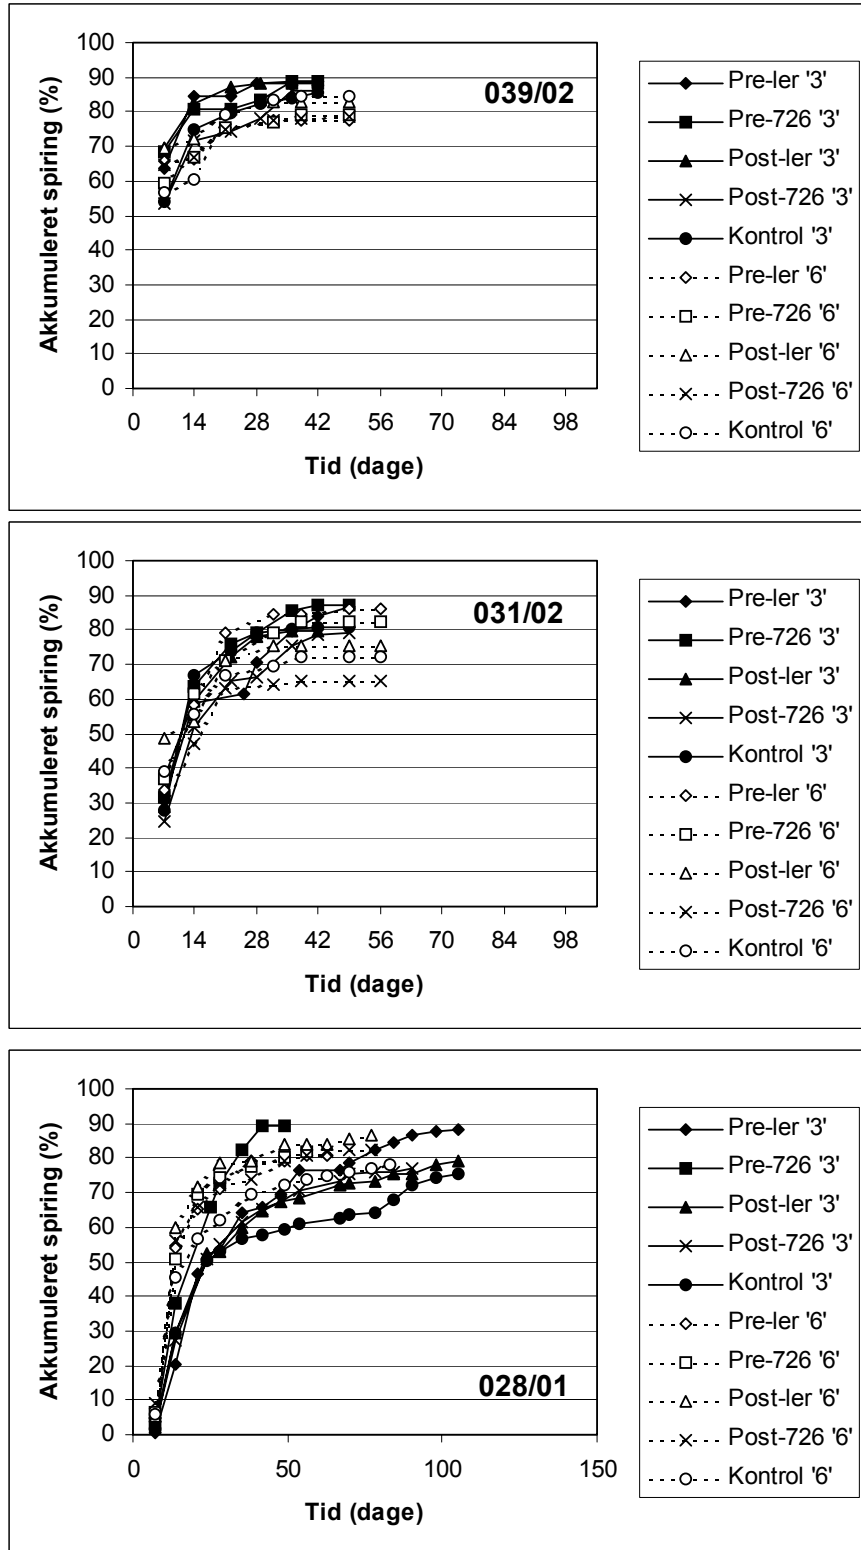 100
90
80
70
60
50
40
30
20
10
0
Akkumuleret spiring (%)
039/02
0 14 28 42 56 70 84 98
Tid (dage)
Pre-ler '3'
Pre-726 '3'
Post-ler '3'
Post-726 '3'
Kontrol '3'
Pre-ler '6'
Pre-726 '6'
Post-ler '6'
Post-726 '6'
Kontrol '6'
100
90
80
70
60
50
40
30
20
10
0
Akkumuleret spiring (%)
031/02
0 14 28 42 56 70 84 98
Tid (dage)
Pre-ler '3'
Pre-726 '3'
Post-ler '3'
Post-726 '3'
Kontrol '3'
Pre-ler '6'
Pre-726 '6'
Post-ler '6'
Post-726 '6'
Kontrol '6'
100
90
80
70
60
50
40
30
20
10
0
Akkumuleret spiring (%)
028/01
0 50 100 150
Tid (dage)
Pre-ler '3'
Pre-726 '3'
Post-ler '3'
Post-726 '3'
Kontrol '3'
Pre-ler '6'
Pre-726 '6'
Post-ler '6'
Post-726 '6'
Kontrol '6'